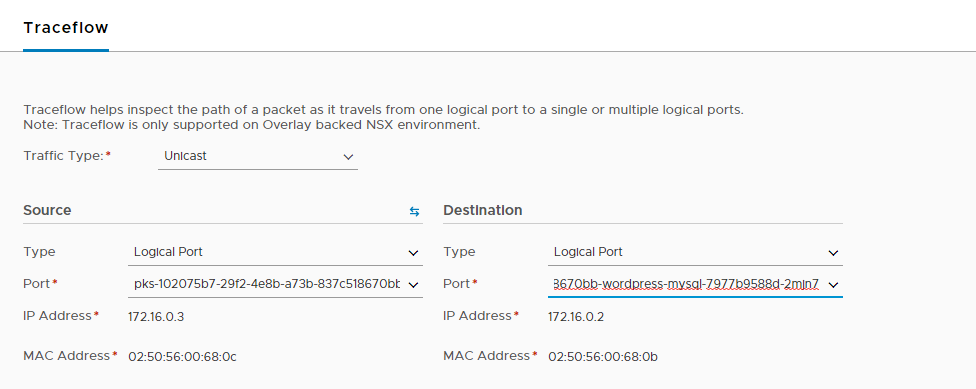 Traceflow
Traceflow helps inspect the path of a packet as it travels from one logical port to a single or multiple logical ports.
Note: Traceflow is only supported on Overlay backed NSX environment.
Traffic Type:* Unicast
Source Destination
Type Logical Port Type Logical Port
Port* pks-102075b7-29f2-4e8b-a73b-837c518670bb Port* 8670bb-wordpress-mysql-7977b9588d-2mjn7
IP Address* 172.16.0.3 IP Address* 172.16.0.2
MAC Address* 02:50:56:00:68:0c MAC Address* 02:50:56:00:68:0b